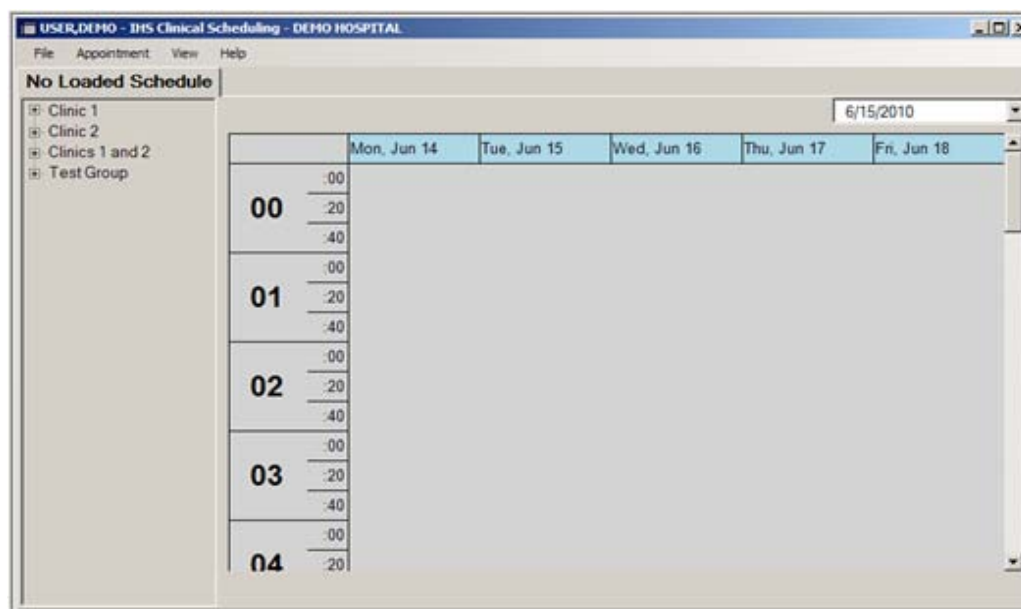 USER,DEMO - IHS Clinical Scheduling - DEMO HOSPITAL
File Appointment View Help
No Loaded Schedule
Clinic 1
Clinic 2
Clinics 1 and 2
Test Group
6/15/2010
Mon, Jun 14 Tue, Jun 15 Wed, Jun 16 Thu, Jun 17 Fri, Jun 18
:00
00 :20
:40
:00
01 :20
:40
:00
02 :20
:40
:00
03 :20
:40
:00
04 :20